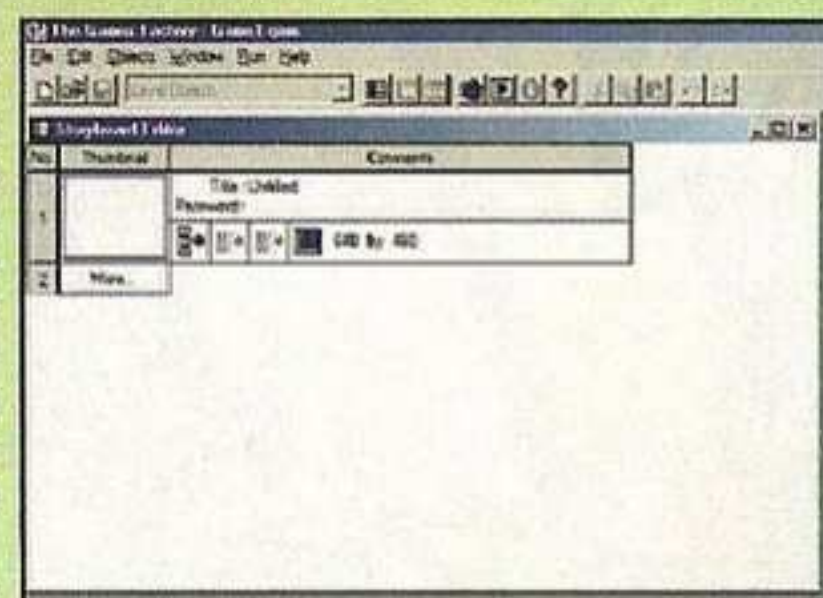 The Games Factory - Game1.gam
File Edit Objects Window Run Help
Storyboard Editor
No. Thumbnail Comments
1
Title : Untitled
Password:
640 by 480
2 More...